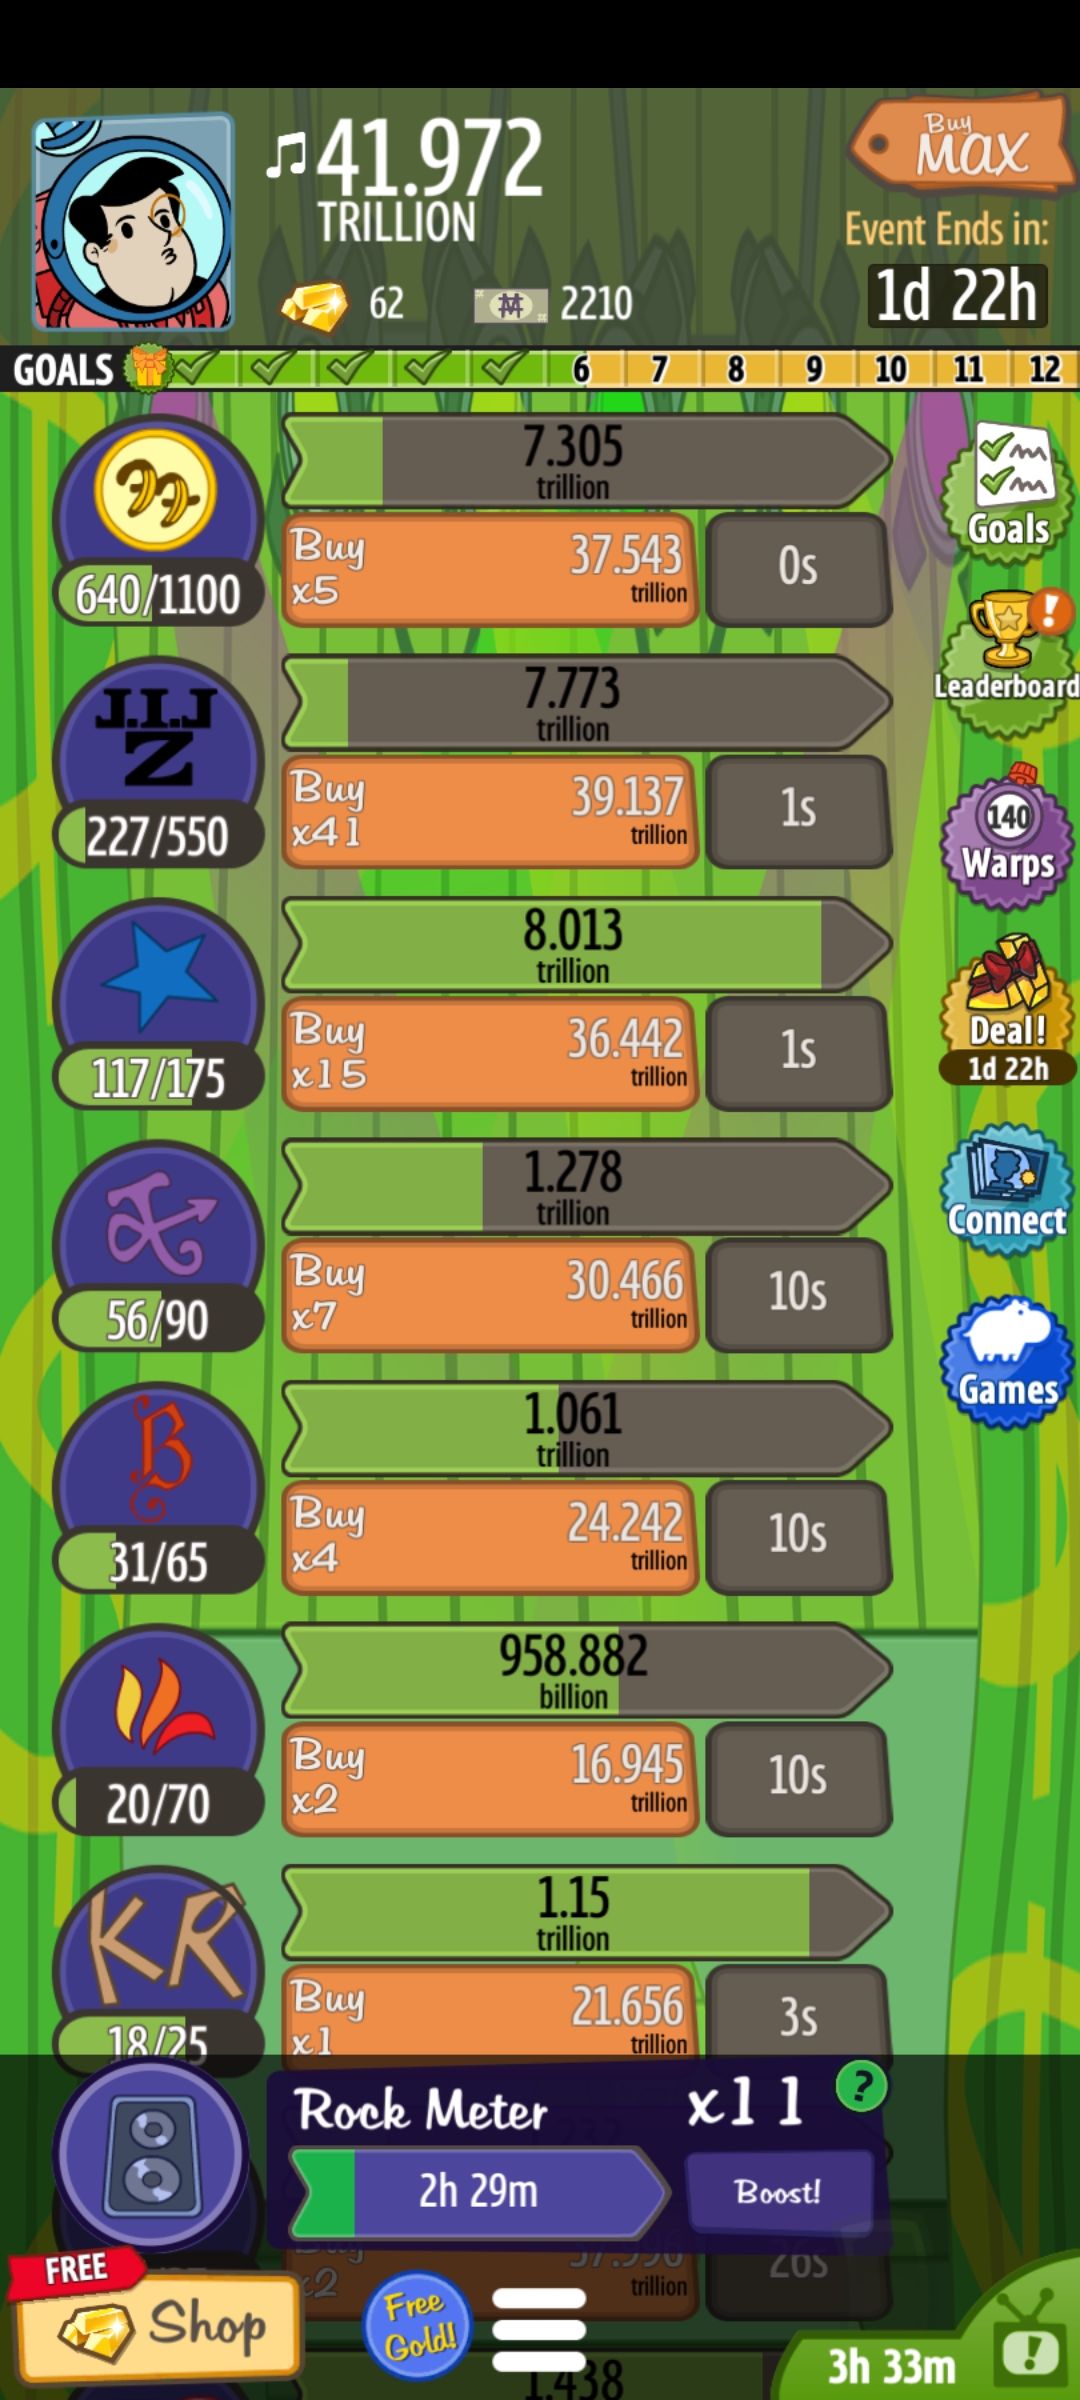 41.972
TRILLION
62
2210
Buy
MAX
Event Ends in:
1d 22h
GOALS
6 7 8 9 10 11 12
7.305
trillion
640/1100
Buy
x5
37.543
trillion
0s
Goals
Leaderboard
J.I.J
Z
7.773
trillion
227/550
Buy
x41
39.137
trillion
1s
140
Warps
8.013
trillion
117/175
Buy
x15
36.442
trillion
1s
Deal!
1d 22h
1.278
trillion
56/90
Buy
x7
30.466
trillion
10s
Connect
Games
B
1.061
trillion
31/65
Buy
x4
24.242
trillion
10s
958.882
billion
20/70
Buy
x2
16.945
trillion
10s
KR
1.15
trillion
18/25
Buy
x1
21.656
trillion
3s
Rock Meter
x11
?
2h 29m
Boost!
Buy
x2
37.996
trillion
26s
FREE
Shop
Free
Gold!
1.438
3h 33m